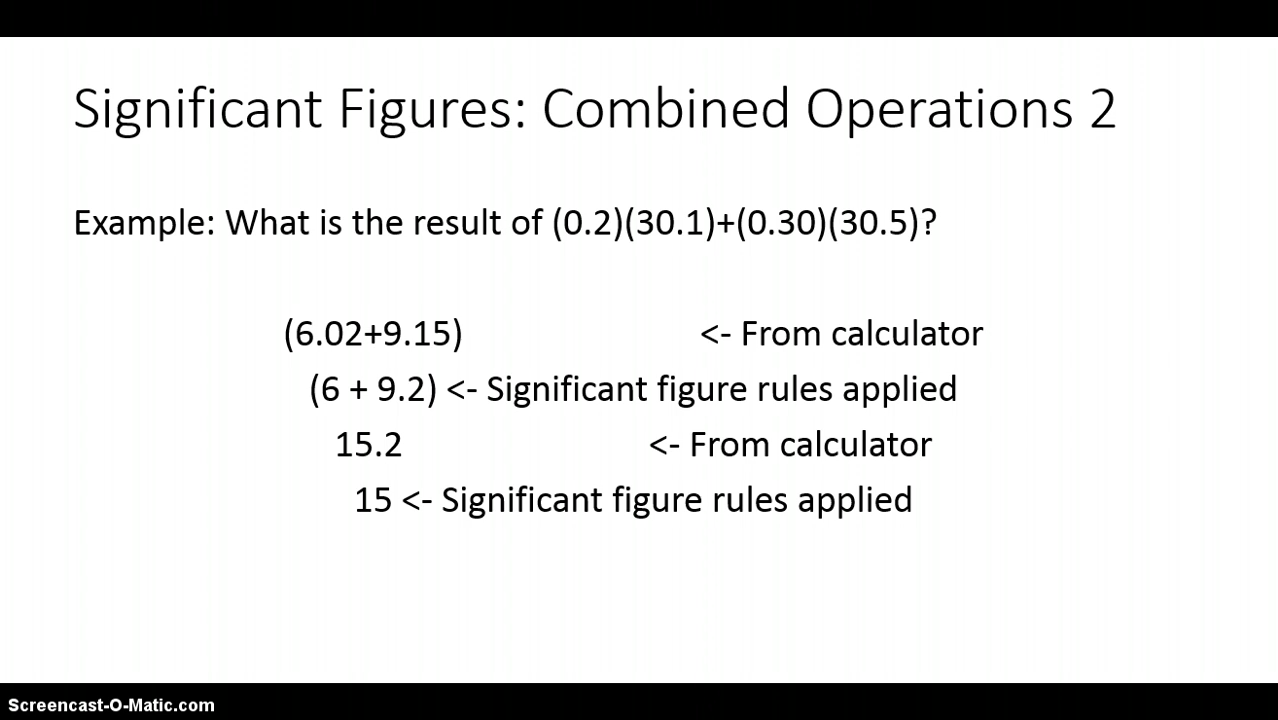 Significant Figures: Combined Operations 2
Example: What is the result of (0.2)(30.1)+(0.30)(30.5)?
(6.02+9.15) <- From calculator
(6 + 9.2) <- Significant figure rules applied
15.2 <- From calculator
15 <- Significant figure rules applied
Screencast-O-Matic.com